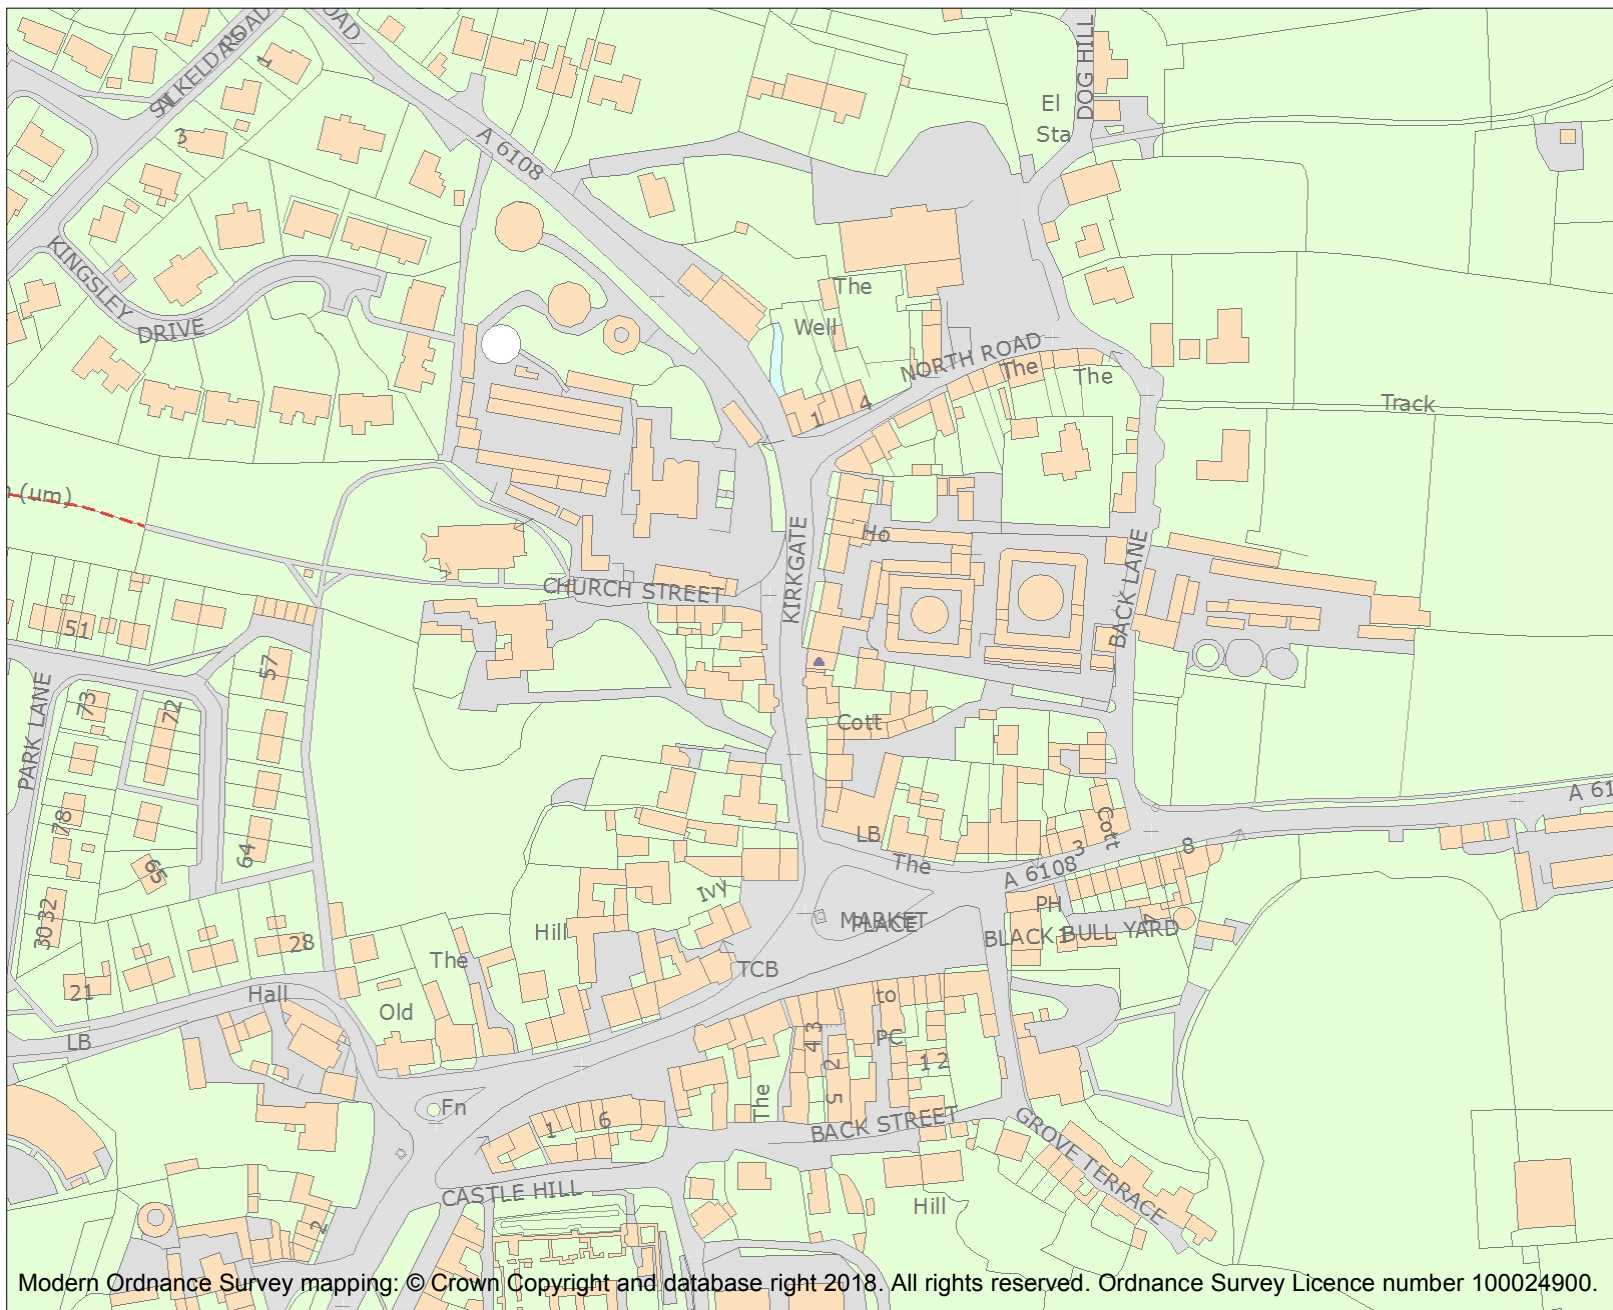 ROAD
ROAD
ST ALKELDAS
DOG HILL
1
3
El
Sta
A 6108
KINGSLEY
DRIVE
The
Well
NORTH ROAD
The
The
1
4
Track
(um)
KIRKGATE
Ho
BACK LANE
CHURCH STREET
51
57
PARK LANE
73
72
Cott
A 61
78
LB
Cott
3
8
64
65
The
A 6108
Ivy
PH
30 32
MARKET
PLACE
4
28
Hill
BLACK BULL YARD
1
The
TCB
21
Hall
to
Old
LB
4 3
PC
2
1 2
The
5
Fn
1
6
BACK STREET
GROVE TERRACE
CASTLE HILL
Hill
2
Modern Ordnance Survey mapping: © Crown Copyright and database right 2018. All rights reserved. Ordnance Survey Licence number 100024900.